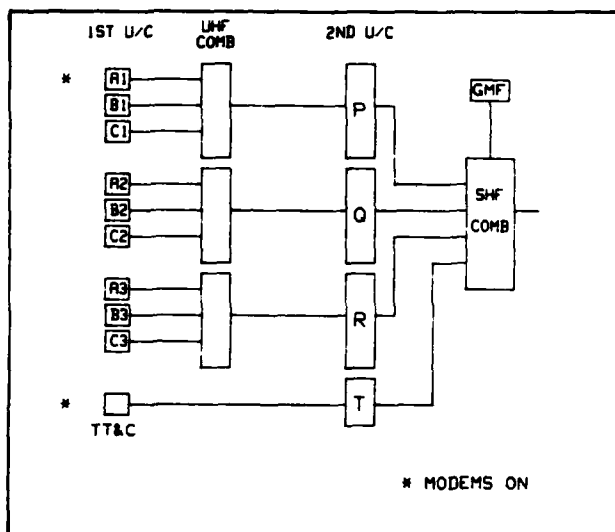 1ST U/C
UHF
COMB
2ND U/C
* A1
B1
C1
P
GMF
A2
B2
C2
Q
SHF
COMB
A3
B3
C3
R
*
TT&C
T
* MODEMS ON